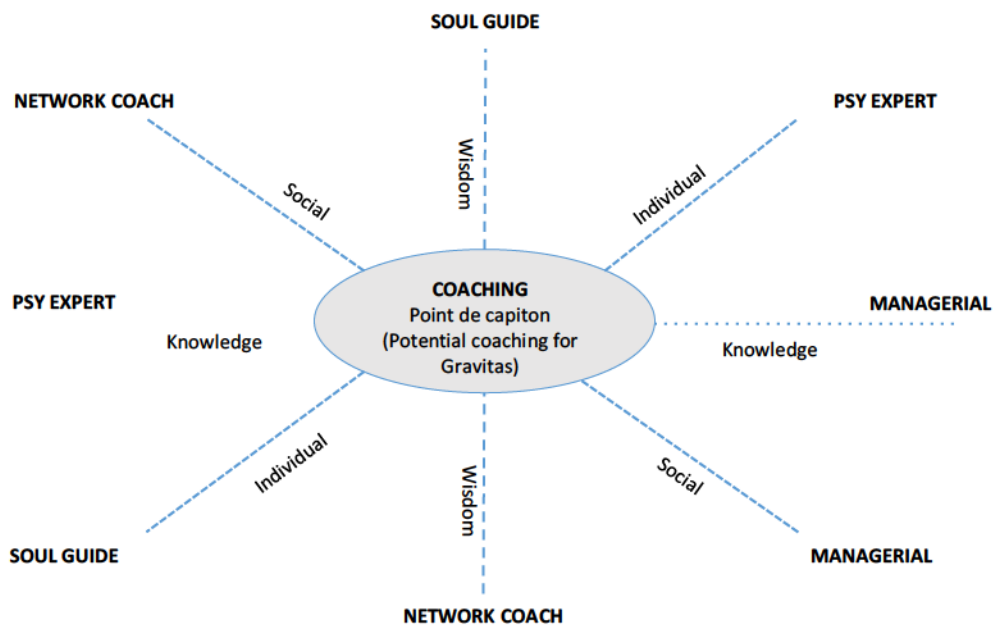 SOUL GUIDE
NETWORK COACH
PSY EXPERT
Wisdom
Social
Individual
COACHING
Point de capiton
(Potential coaching for
Gravitas)
PSY EXPERT
MANAGERIAL
Knowledge
Knowledge
Individual
Wisdom
Social
SOUL GUIDE
MANAGERIAL
NETWORK COACH